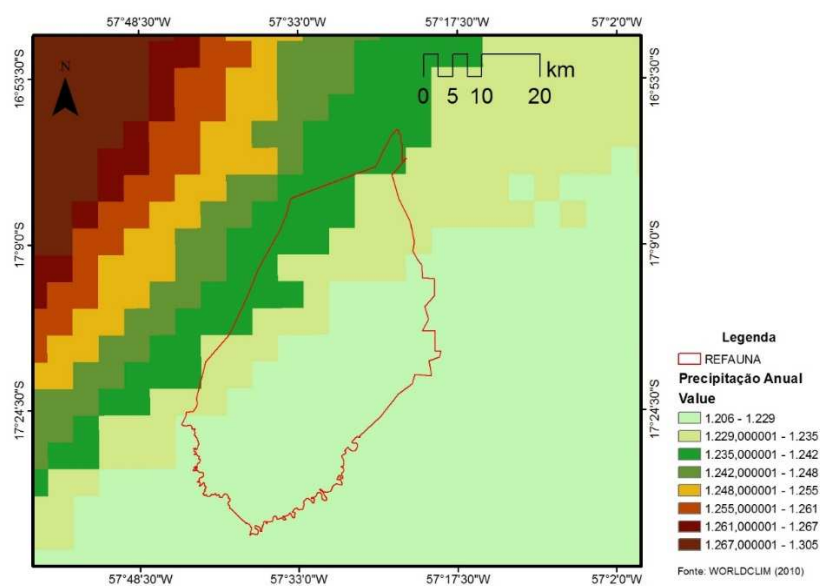 57°48'30"W 57°33'0"W 57°17'30"W 57°2'0"W
16°53'30"S 16°53'30"S
N
km
0 5 10 20
17°9'0"S 17°9'0"S
17°24'30"S 17°24'30"S
57°48'30"W 57°33'0"W 57°17'30"W 57°2'0"W
Legenda
REFAUNA
Precipitação Anual
Value
1.206 - 1.229
1.229,000001 - 1.235
1.235,000001 - 1.242
1.242,000001 - 1.248
1.248,000001 - 1.255
1.255,000001 - 1.261
1.261,000001 - 1.267
1.267,000001 - 1.305
Fonte: WORLDCLIM (2010)